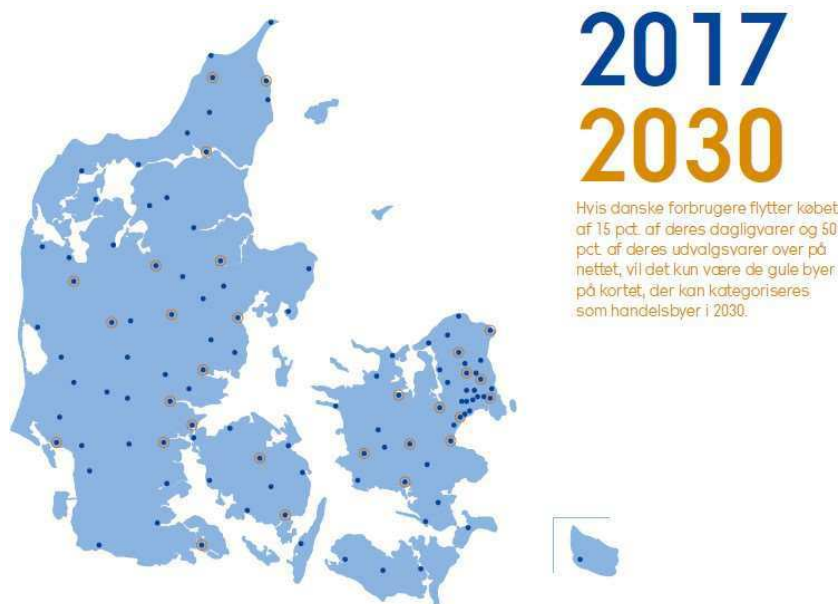 2017
2030
Hvis danske forbrugere flytter købet
af 15 pct. af deres dagligvarer og 50
pct. af deres udvalgsvarer over på
nettet, vil det kun være de gule byer
på kortet, der kan kategoriseres
som handelsbyer i 2030.